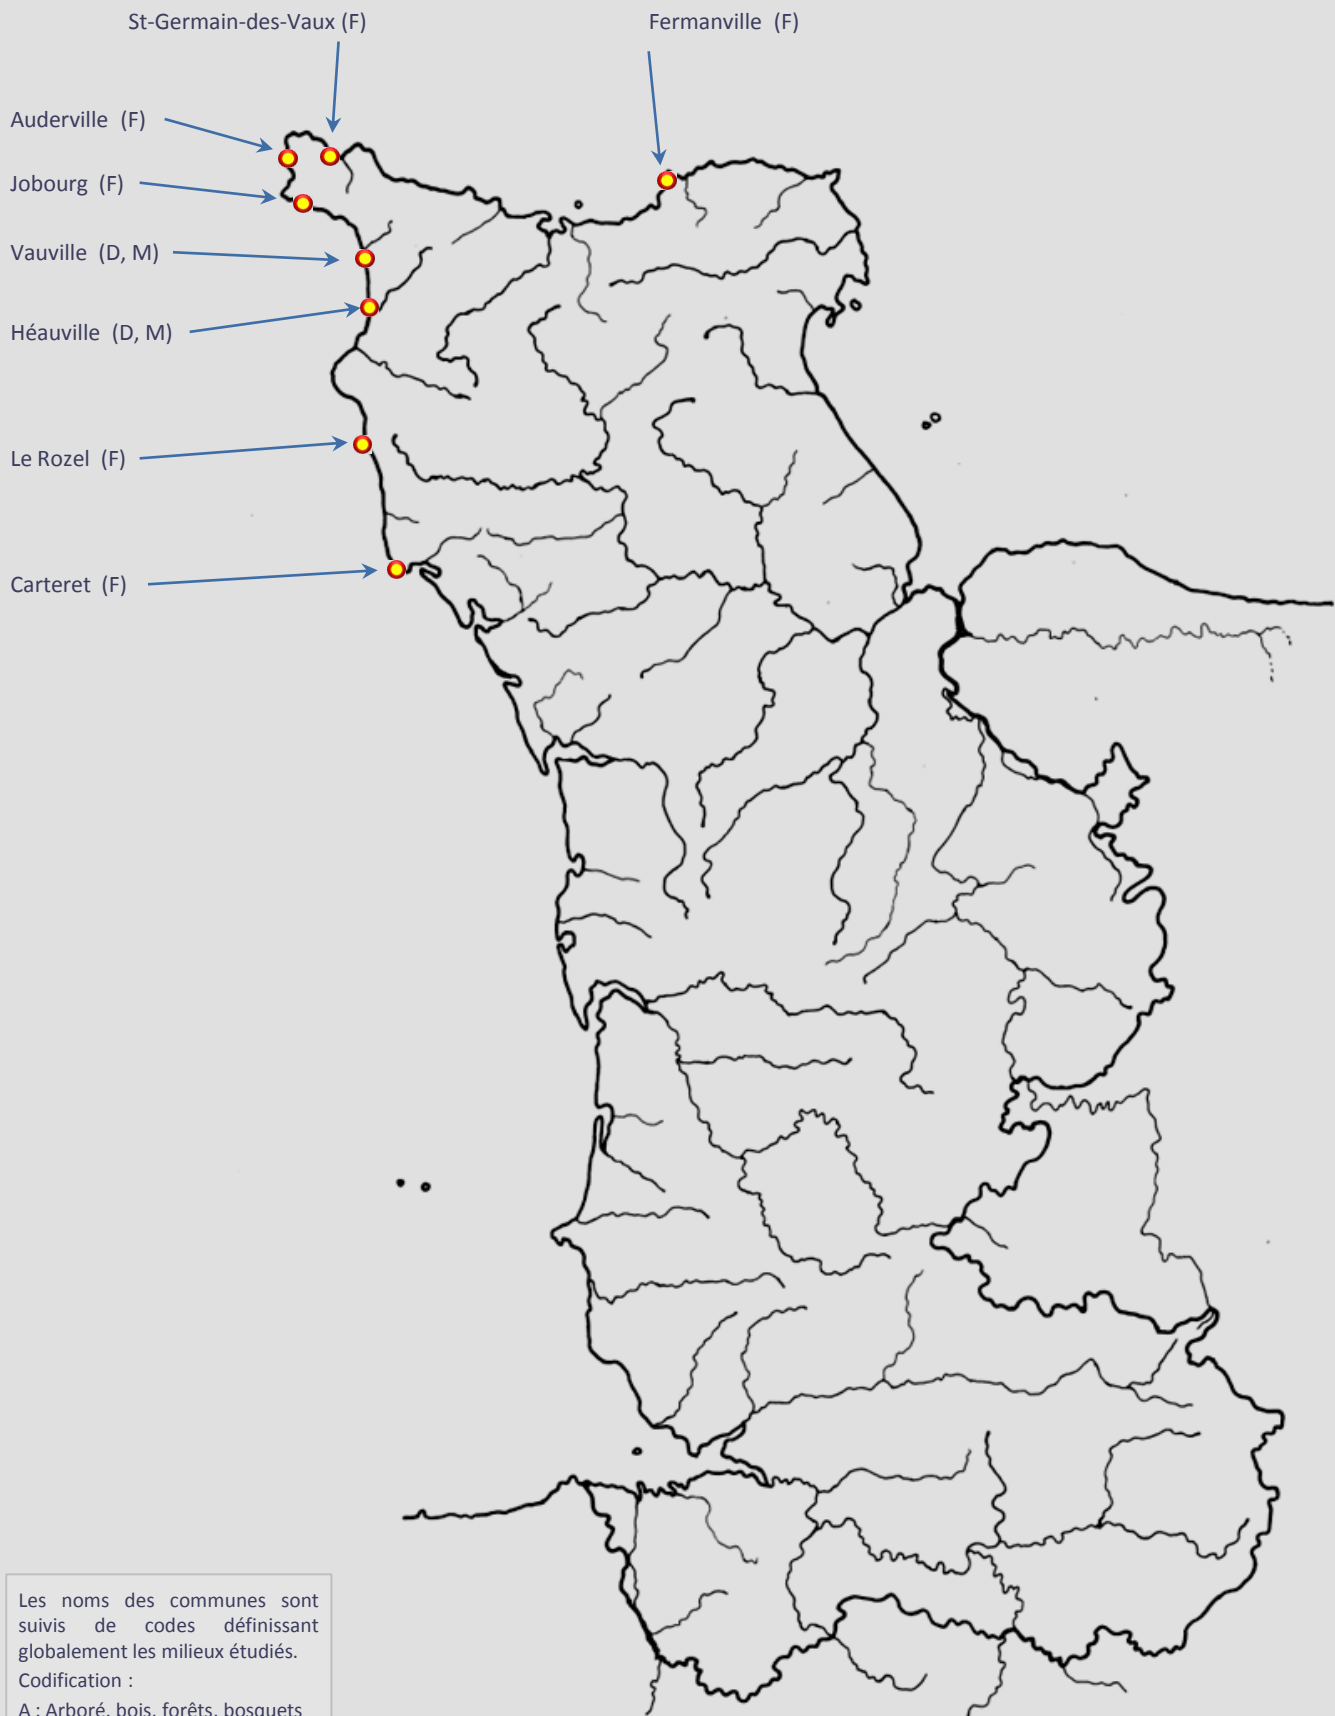 St-Germain-des-Vaux (F)
Fermanville (F)
Auderville (F)
Jobourg (F)
Vauville (D, M)
Héauville (D, M)
Le Rozel (F)
Carteret (F)
Les noms des communes sont
suivis de codes définissant
globalement les milieux étudiés.
Codification :
A : Arboré, bois, forêts, bosquets